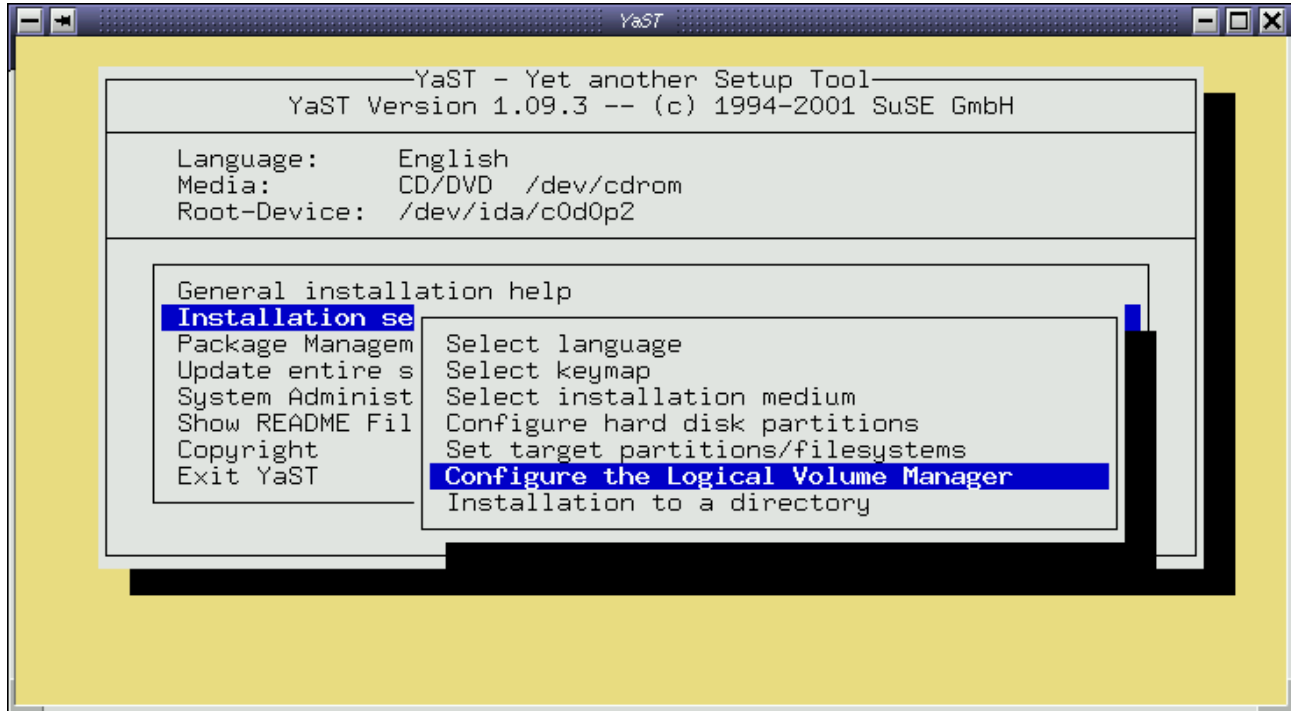 YaST
YaST - Yet another Setup Tool
YaST Version 1.09.3 -- (c) 1994-2001 SuSE GmbH
Language: English
Media: CD/DVD /dev/cdrom
Root-Device: /dev/ida/c0d0p2
General installation help
Installation se
Package Managem
Update entire s
System Administ
Show README Fil
Copyright
Exit YaST
Select language
Select keymap
Select installation medium
Configure hard disk partitions
Set target partitions/filesystems
Configure the Logical Volume Manager
Installation to a directory